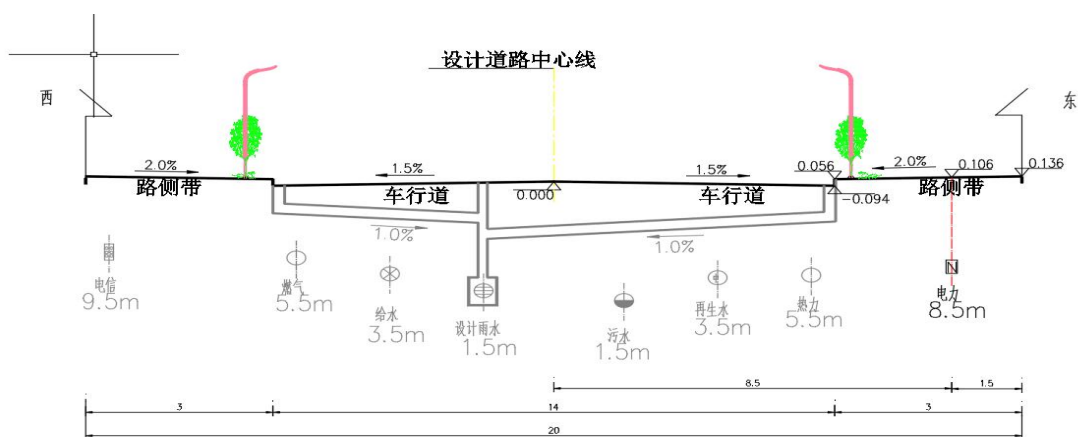 设计道路中心线
西
东
2.0%
1.5%
1.5%
0.056
2.0%
0.106
0.136
路侧带
车行道
0.000
车行道
-0.094
路侧带
1.0%
1.0%
电信
9.5m
燃气
5.5m
给水
3.5m
设计雨水
1.5m
污水
1.5m
再生水
3.5m
热力
5.5m
电力
8.5m
8.5
1.5
3
14
3
20